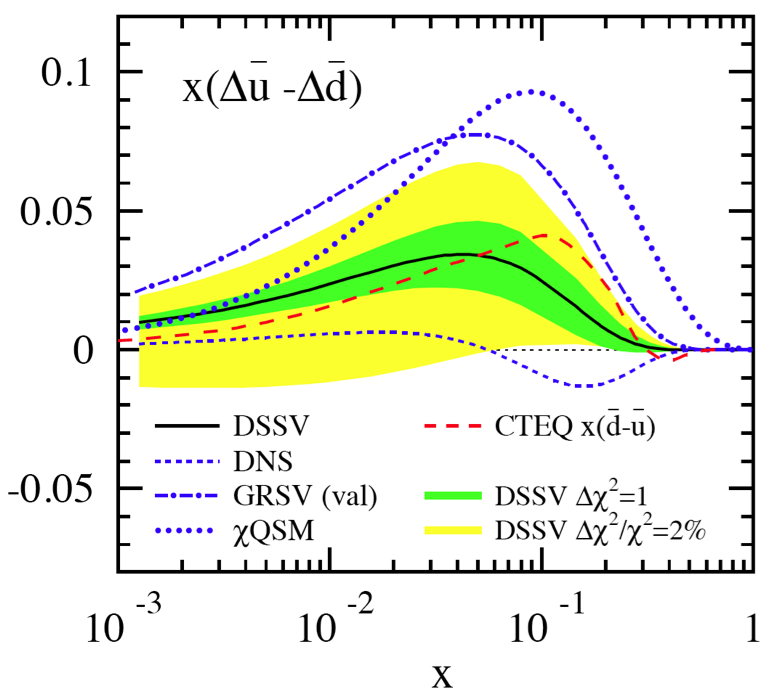 x(Δū -Δd̄)
0.1
0.05
0
-0.05
DSSV
DNS
GRSV (val)
χQSM
CTEQ x(d̄-ū)
DSSV Δχ²=1
DSSV Δχ²/χ²=2%
10⁻³ 10⁻² 10⁻¹ 1
x